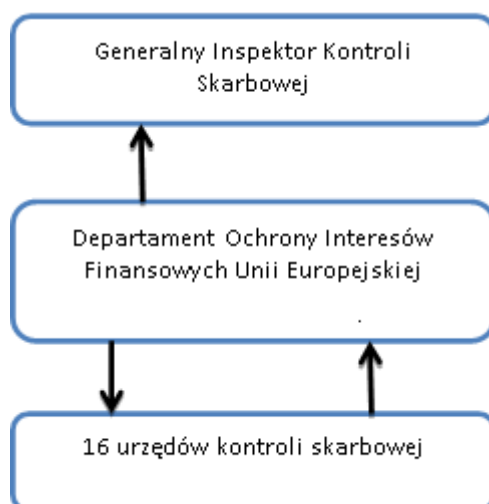 Generalny Inspektor Kontroli
Skarbowej
Departament Ochrony Interesów
Finansowych Unii Europejskiej
.
16 urzędów kontroli skarbowej